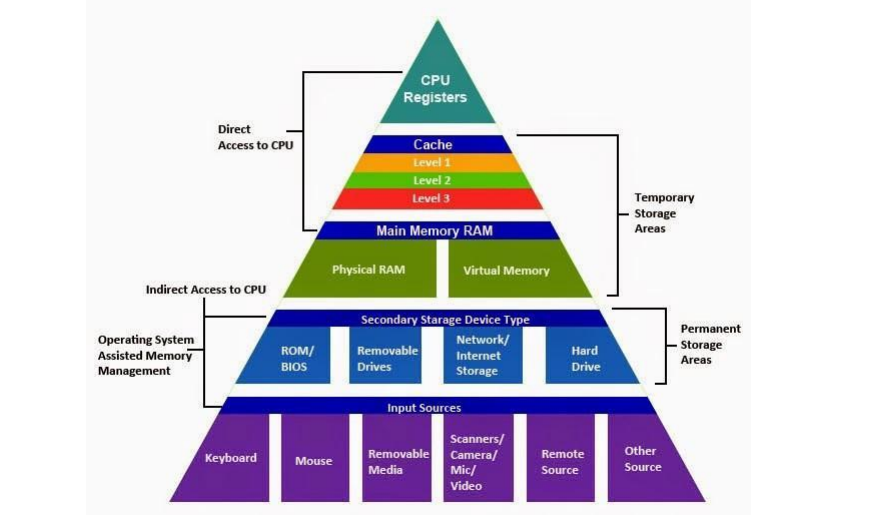 CPU
Registers
Direct
Access to CPU
Cache
Level 1
Level 2
Level 3
Temporary
Storage
Areas
Main Memory RAM
Physical RAM
Virtual Memory
Indirect Access to CPU
Operating System
Assisted Memory
Management
Secondary Starage Device Type
ROM/
BIOS
Removable
Drives
Network/
Internet
Storage
Hard
Drive
Permanent
Storage
Areas
Input Sources
Keyboard
Mouse
Removable
Media
Scanners/
Camera/
Mic/
Video
Remote
Source
Other
Source